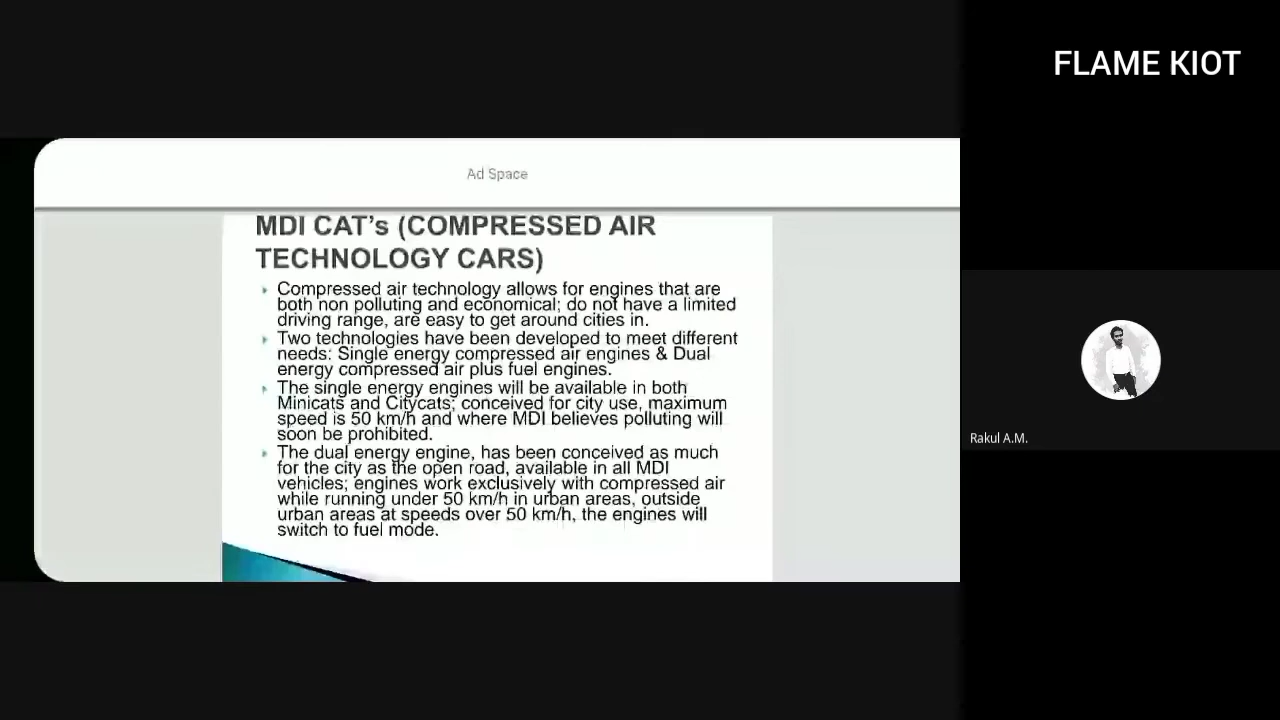 FLAME KIOT
Ad Space
MDI CAT’s (COMPRESSED AIR
TECHNOLOGY CARS)
Compressed air technology allows for engines that are
both non polluting and economical; do not have a limited
driving range, are easy to get around cities in.
Two technologies have been developed to meet different
needs: Single energy compressed air engines & Dual
energy compressed air plus fuel engines.
The single energy engines will be available in both
Minicats and Citycats; conceived for city use, maximum
speed is 50 km/h and where MDI believes polluting will
soon be prohibited.
The dual energy engine, has been conceived as much
for the city as the open road, available in all MDI
vehicles; engines work exclusively with compressed air
while running under 50 km/h in urban areas, outside
urban areas at speeds over 50 km/h, the engines will
switch to fuel mode.
Rakul A.M.